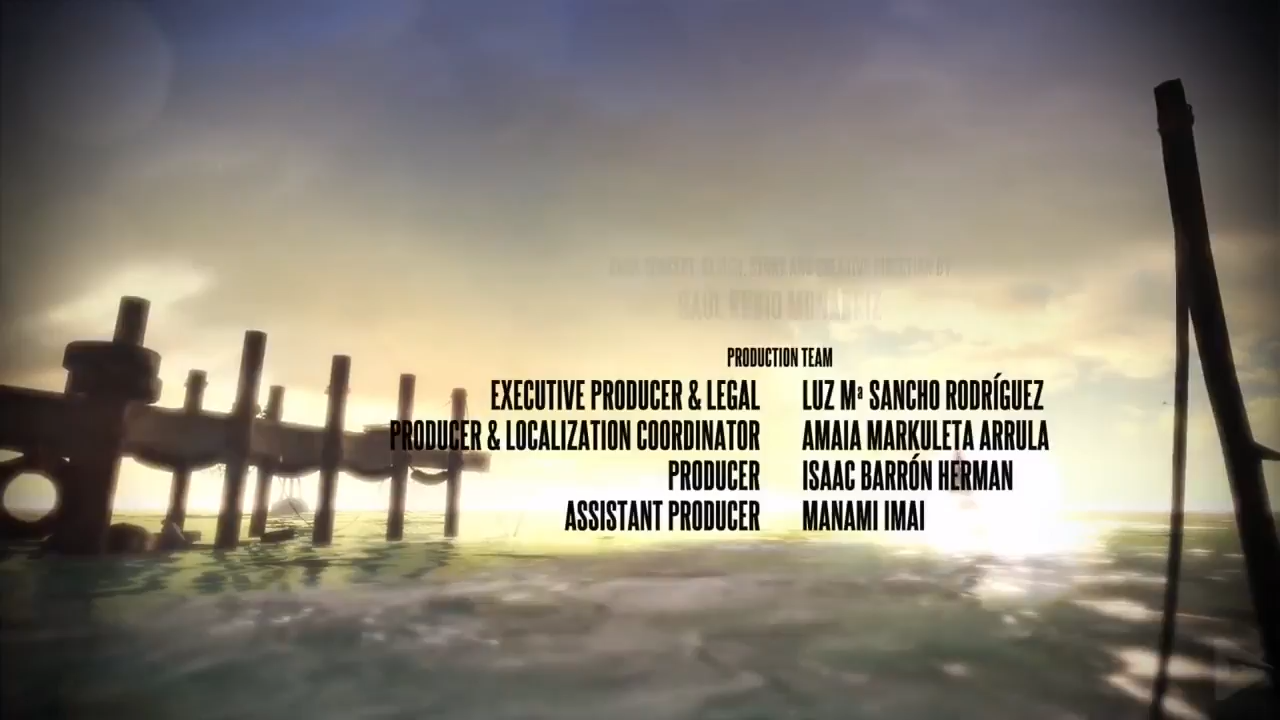 PRODUCTION TEAM
EXECUTIVE PRODUCER & LEGAL LUZ Mª SANCHO RODRÍGUEZ
PRODUCER & LOCALIZATION COORDINATOR AMAIA MARKULETA ARRULA
PRODUCER ISAAC BARRÓN HERMAN
ASSISTANT PRODUCER MANAMI IMAI